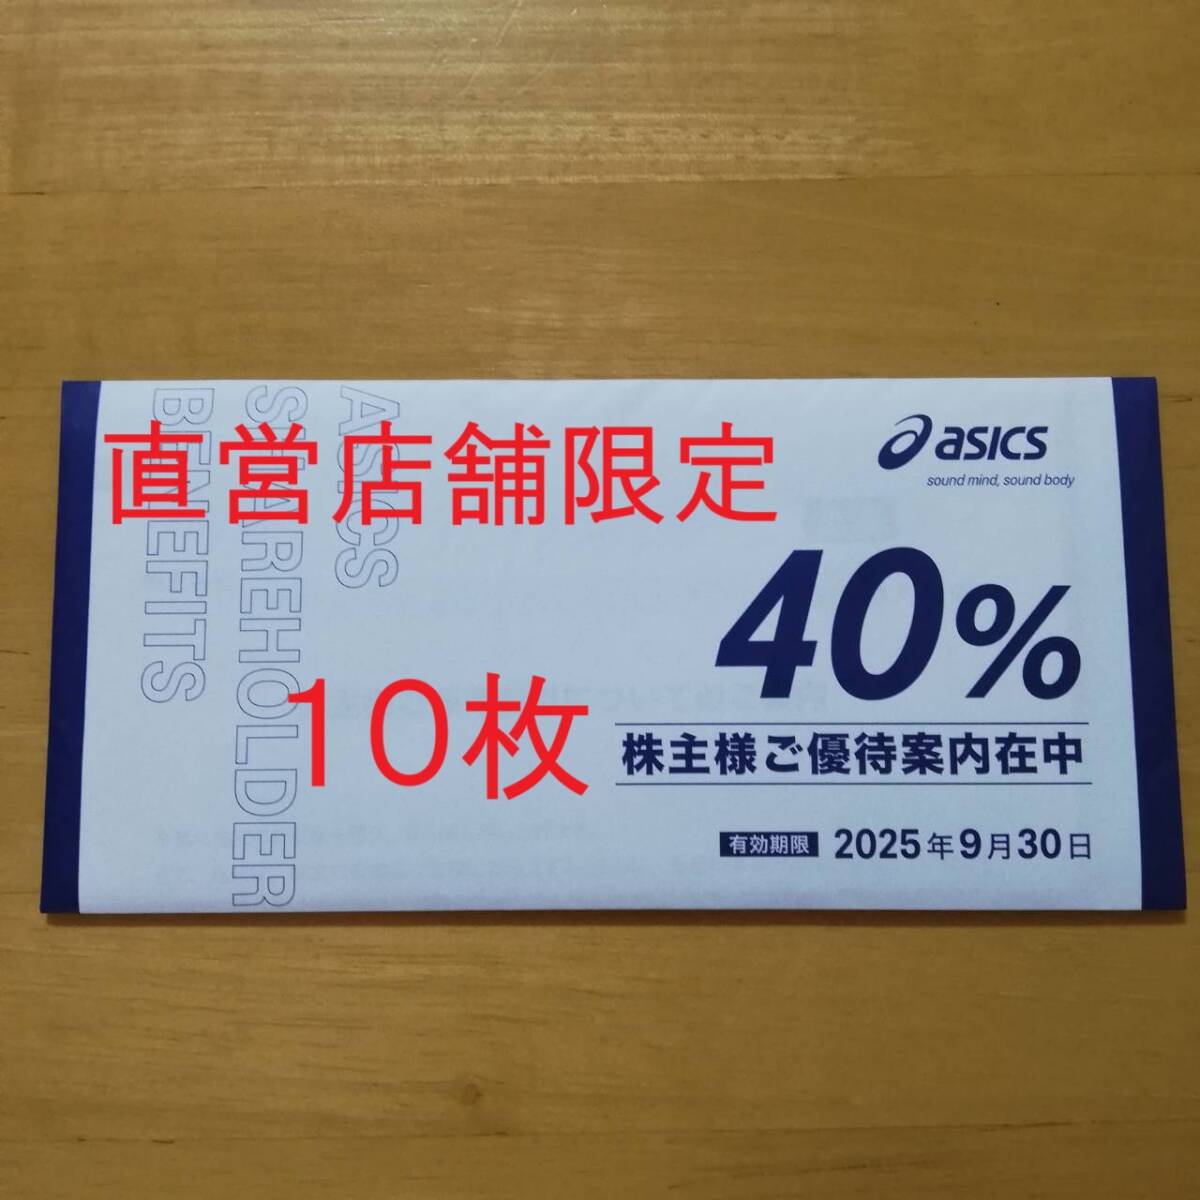 ASICS
SHAREHOLDER
BENEFITS
直営店舗限定
10枚
asics
sound mind, sound body
40%
株主様ご優待案内在中
有効期限 2025年9月30日